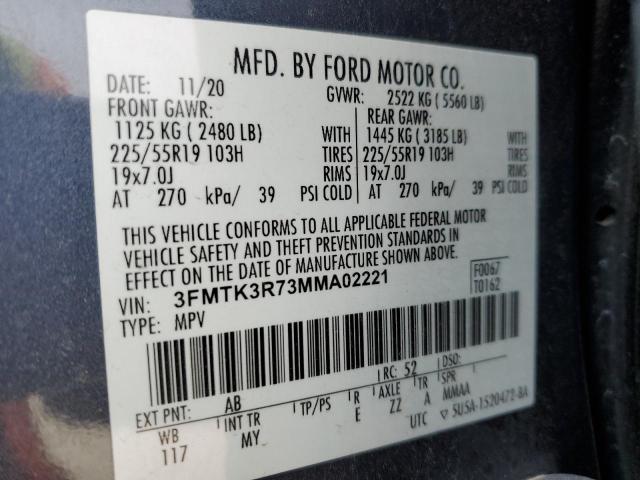 MFD. BY FORD MOTOR CO.
DATE: 11/20 GVWR: 2522 KG ( 5560 LB)
FRONT GAWR: REAR GAWR:
1125 KG ( 2480 LB) WITH 1445 KG ( 3185 LB) WITH
225/55R19 103H TIRES 225/55R19 103H TIRES
19x7.0J RIMS 19x7.0J RIMS
AT 270 kPa/ 39 PSI COLD AT 270 kPa/ 39 PSI COLD
THIS VEHICLE CONFORMS TO ALL APPLICABLE FEDERAL MOTOR
VEHICLE SAFETY AND THEFT PREVENTION STANDARDS IN
EFFECT ON THE DATE OF MANUFACTURE SHOWN ABOVE.
F0067
T0162
VIN: 3FMTK3R73MMA02221
TYPE: MPV
EXT PNT: AB RC: 52 DSO:
WB INT TR TP/PS R AXLE TR SPR
117 MY E ZZ A MMAA
UTC ▽ 5U5A-1520472-BA